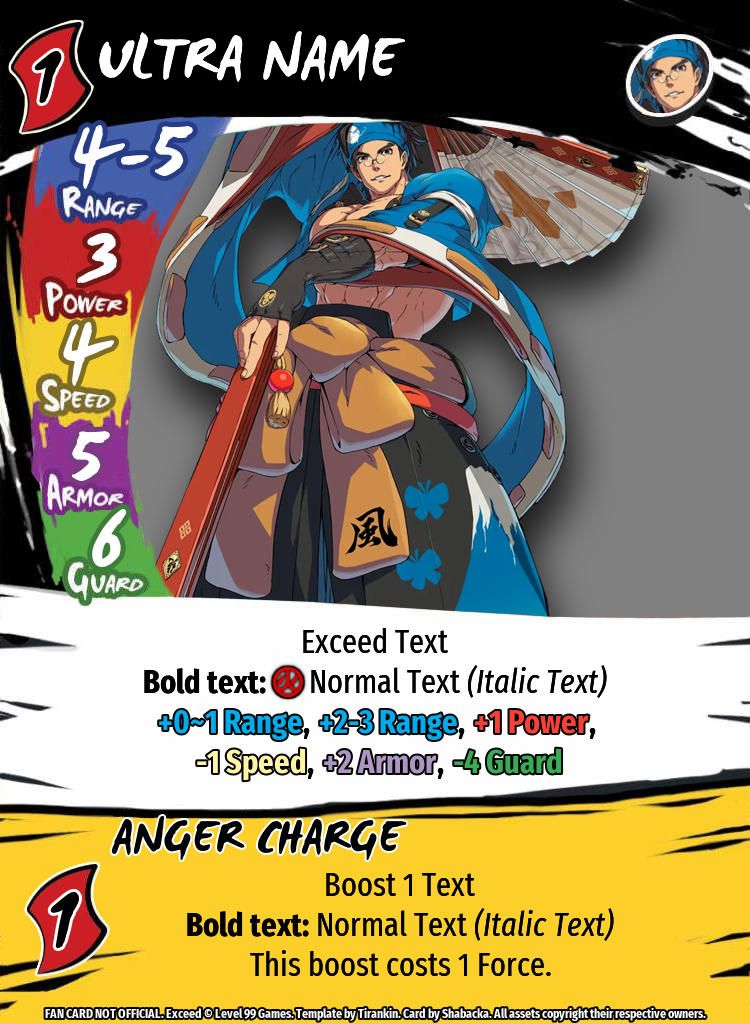 1
ULTRA NAME
4-5
RANGE
3
POWER
4
SPEED
5
ARMOR
6
GUARD
風
Exceed Text
Bold text: Normal Text (Italic Text)
+0~1 Range, +2-3 Range, +1 Power,
-1 Speed, +2 Armor, -4 Guard
ANGER CHARGE
1
Boost 1 Text
Bold text: Normal Text (Italic Text)
This boost costs 1 Force.
FAN CARD NOT OFFICIAL. Exceed © Level 99 Games. Template by Tirankin. Card by Shabacka. All assets copyright their respective owners.